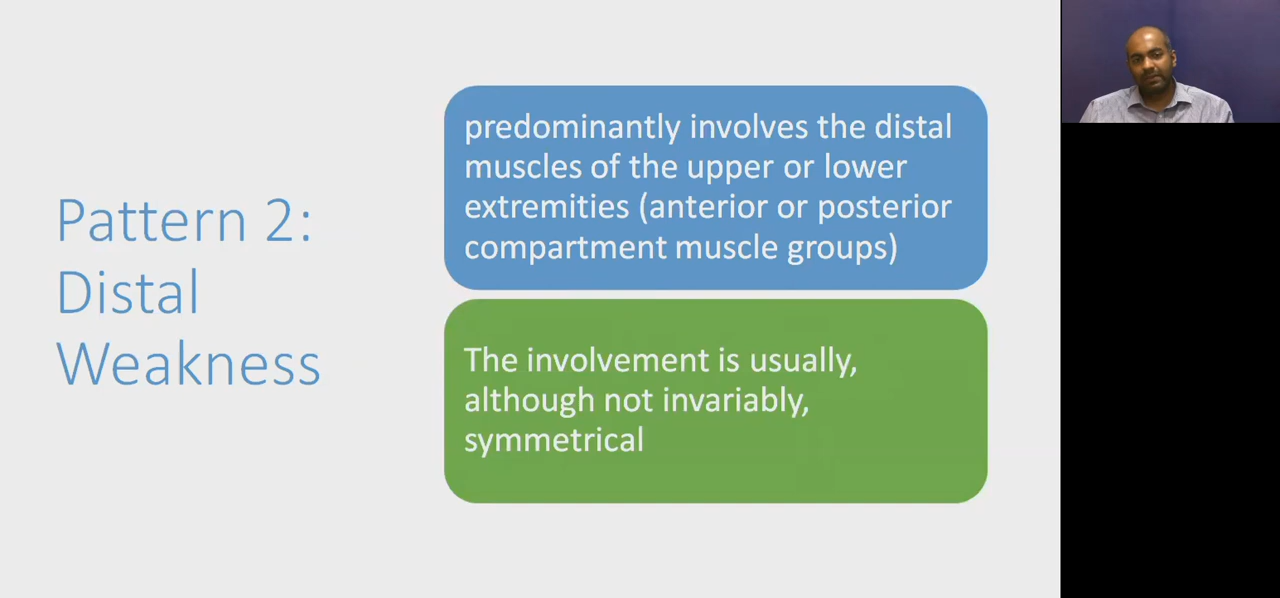 Pattern 2:
Distal
Weakness
predominantly involves the distal
muscles of the upper or lower
extremities (anterior or posterior
compartment muscle groups)
The involvement is usually,
although not invariably,
symmetrical